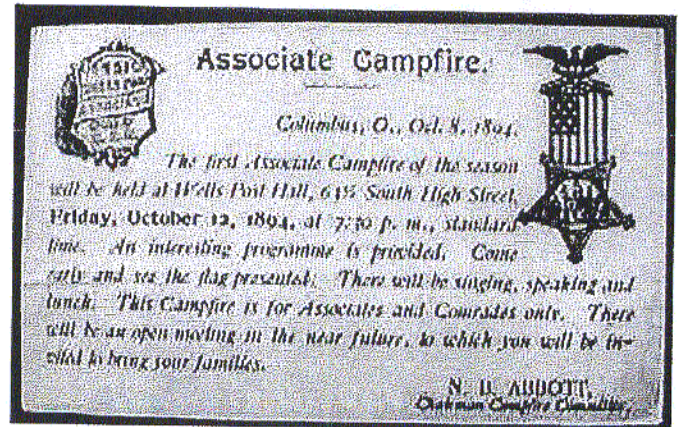 Associate Campfire.
Columbus, O., Oct. 8, 1894.
The first Associate Campfire of the season
will be held at Wells Post Hall, 64½ South High Street,
Friday, October 12, 1894, at 7:30 p. m., standard
time. An interesting programme is provided. Come
early and see the flag presented. There will be singing, speaking and
lunch. This Campfire is for Associates and Comrades only. There
will be an open meeting in the near future, to which you will be in-
vited to bring your families.
N. B. ABBOTT,
Chairman Campfire Committee.